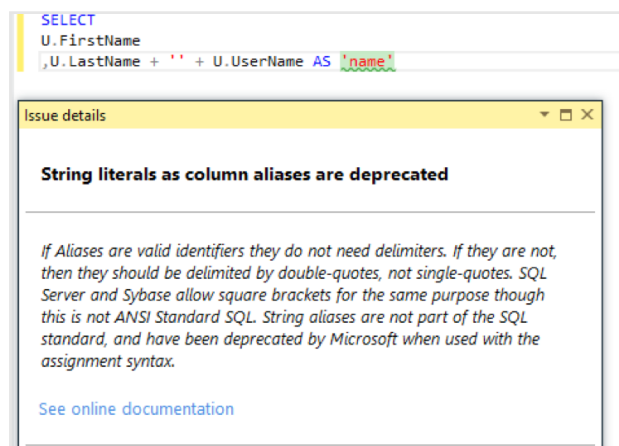 SELECT
U.FirstName
,U.LastName + '' + U.UserName AS 'name'
Issue details
String literals as column aliases are deprecated
If Aliases are valid identifiers they do not need delimiters. If they are not,
then they should be delimited by double-quotes, not single-quotes. SQL
Server and Sybase allow square brackets for the same purpose though
this is not ANSI Standard SQL. String aliases are not part of the SQL
standard, and have been deprecated by Microsoft when used with the
assignment syntax.
See online documentation